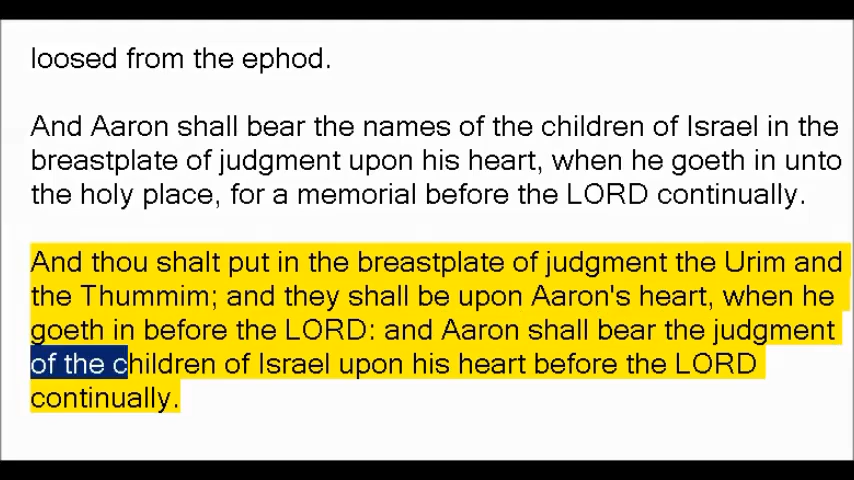 loosed from the ephod.
And Aaron shall bear the names of the children of Israel in the
breastplate of judgment upon his heart, when he goeth in unto
the holy place, for a memorial before the LORD continually.
And thou shalt put in the breastplate of judgment the Urim and
the Thummim; and they shall be upon Aaron's heart, when he
goeth in before the LORD: and Aaron shall bear the judgment
of the children of Israel upon his heart before the LORD
continually.